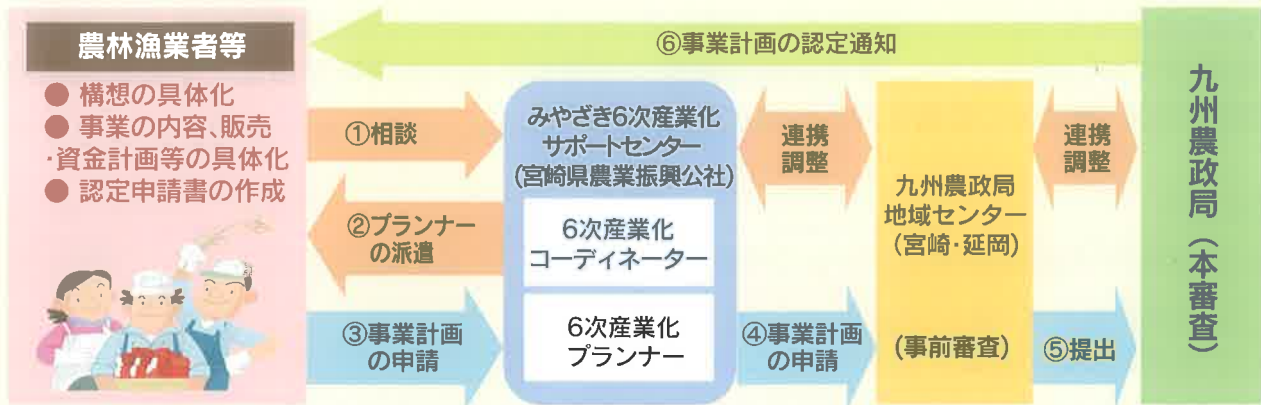 農林漁業者等
● 構想の具体化
● 事業の内容、販売
・資金計画等の具体化
● 認定申請書の作成
⑥事業計画の認定通知
①相談
②プランナー
の派遣
③事業計画
の申請
みやざき6次産業化
サポートセンター
(宮崎県農業振興公社)
6次産業化
コーディネーター
6次産業化
プランナー
連携
調整
④事業計画
の申請
九州農政局
地域センター
(宮崎・延岡)
(事前審査)
連携
調整
⑤提出
九州農政局(本審査)